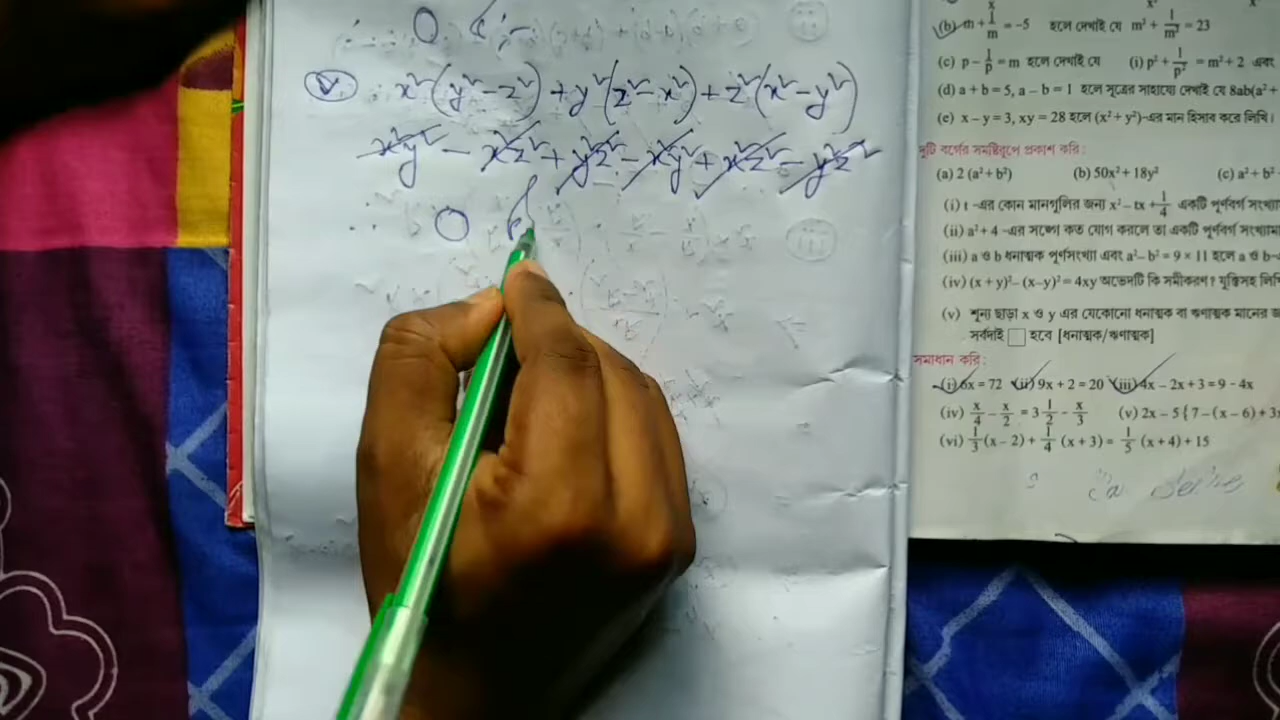 0
(v) x²(y²-z²)+y²(z²-x²)+z²(x²-y²)
x²y² - x²z² + y²z² - x²y² + x²z² - y²z²
0
(b) m + 1/m = -5 হলে দেখাই যে m² + 1/m² = 23
(c) p - 1/p = m হলে দেখাই যে (i) p² + 1/p² = m² + 2 এবং
(d) a + b = 5, a - b = 1 হলে সূত্রের সাহায্যে দেখাই যে 8ab(a² +
(e) x - y = 3, xy = 28 হলে (x² + y²)-এর মান হিসাব করে লিখি।
দুটি বর্গের সমষ্টিরূপে প্রকাশ করি:
(a) 2 (a² + b²) (b) 50x² + 18y² (c) a² + b²
(i) t -এর কোন মানগুলির জন্য x² - tx + 1/4 একটি পূর্ণবর্গ সংখ্যা
(ii) a² + 4 -এর সঙ্গে কত যোগ করলে তা একটি পূর্ণবর্গ সংখ্যামা
(iii) a ও b ধনাত্মক পূর্ণসংখ্যা এবং a² - b² = 9 × 11 হলে a ও b-
(iv) (x + y)² - (x-y)² = 4xy অভেদটি কি সমীকরণ? যুক্তিসহ লিখি
(v) শূন্য ছাড়া x ও y এর যেকোনো ধনাত্মক বা ঋণাত্মক মানের জ
সর্বদাই □ হবে [ধনাত্মক/ঋণাত্মক]
সমাধান করি:
(i) 6x = 72 (ii) 9x + 2 = 20 (iii) 4x - 2x + 3 = 9 - 4x
(iv) x/4 - x/2 = 3 1/2 - x/3 (v) 2x - 5 {7 - (x - 6) + 3x
(vi) 1/3 (x - 2) + 1/4 (x + 3) = 1/5 (x + 4) + 15